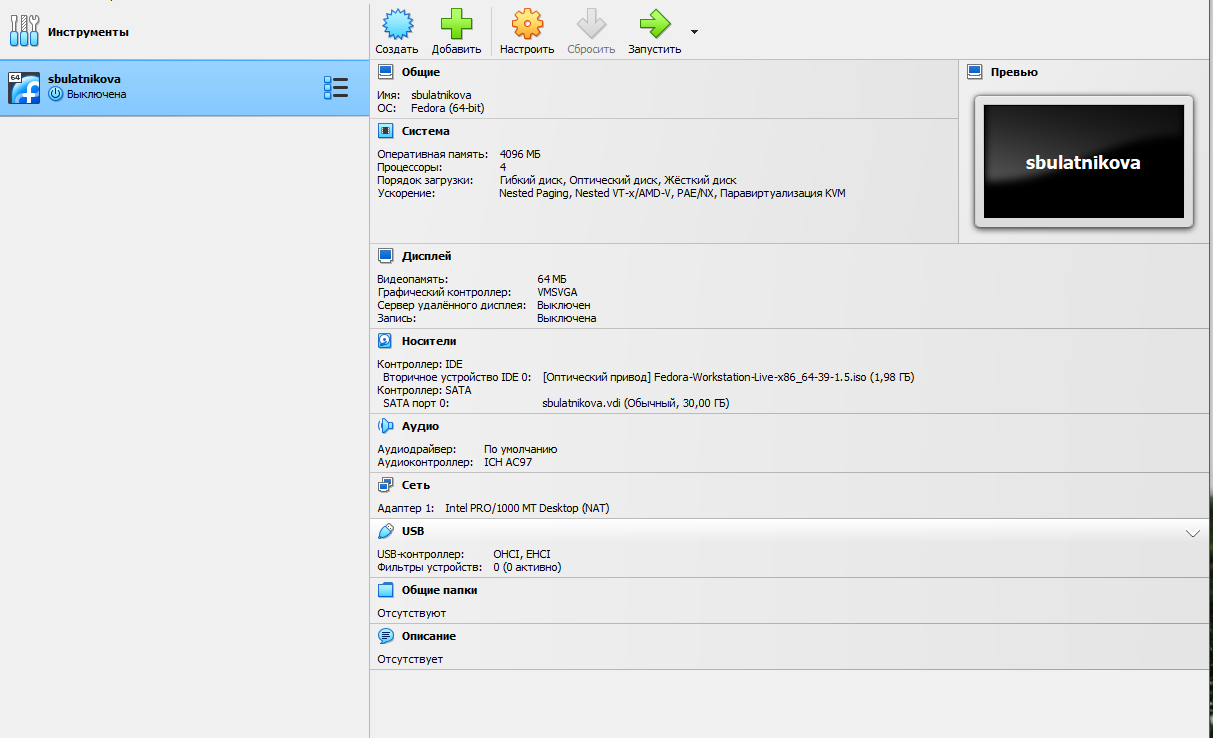 Инструменты
Создать Добавить Настроить Сбросить Запустить
64
sbulatnikova
Выключена
Общие
Имя: sbulatnikova
ОС: Fedora (64-bit)
Превью
sbulatnikova
Система
Оперативная память: 4096 МБ
Процессоры: 4
Порядок загрузки: Гибкий диск, Оптический диск, Жёсткий диск
Ускорение: Nested Paging, Nested VT-x/AMD-V, PAE/NX, Паравиртуализация KVM
Дисплей
Видеопамять: 64 МБ
Графический контроллер: VMSVGA
Сервер удалённого дисплея: Выключен
Запись: Выключена
Носители
Контроллер: IDE
Вторичное устройство IDE 0: [Оптический привод] Fedora-Workstation-Live-x86_64-39-1.5.iso (1,98 ГБ)
Контроллер: SATA
SATA порт 0: sbulatnikova.vdi (Обычный, 30,00 ГБ)
Аудио
Аудиодрайвер: По умолчанию
Аудиоконтроллер: ICH AC97
Сеть
Адаптер 1: Intel PRO/1000 MT Desktop (NAT)
USB
USB-контроллер: OHCI, EHCI
Фильтры устройств: 0 (0 активно)
Общие папки
Отсутствуют
Описание
Отсутствует